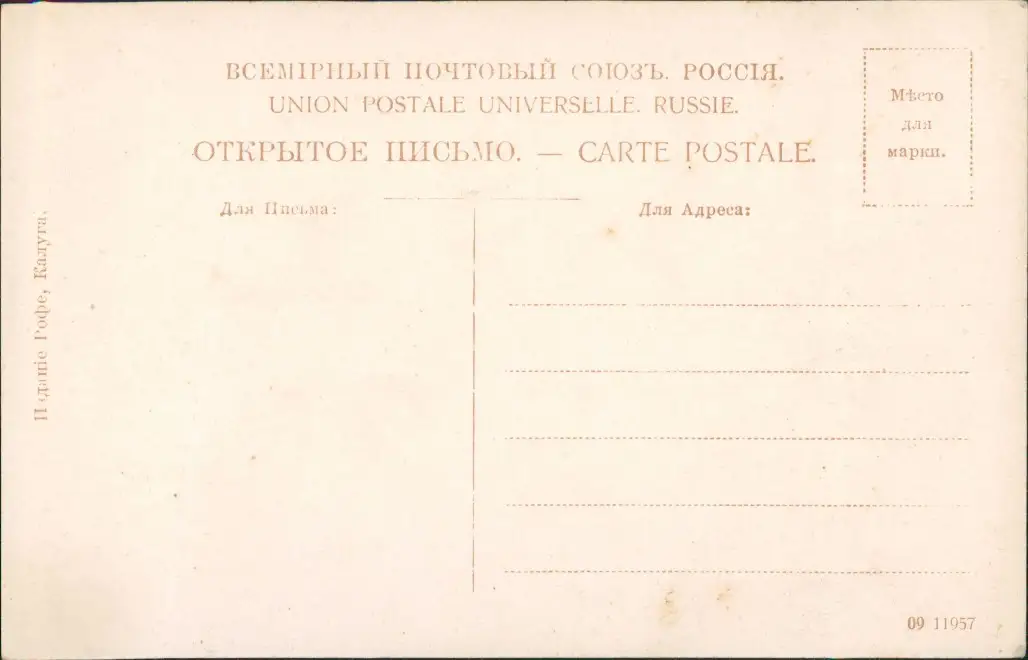 ВСЕМІРНЫЙ ПОЧТОВЫЙ СОЮЗЪ. РОССІЯ.
UNION POSTALE UNIVERSELLE. RUSSIE.
ОТКРЫТОЕ ПИСЬМО. — CARTE POSTALE.
Мѣсто
для
марки.
Для Письма:
Для Адреса:
Изданіе Рофе, Калуга.
09 11957